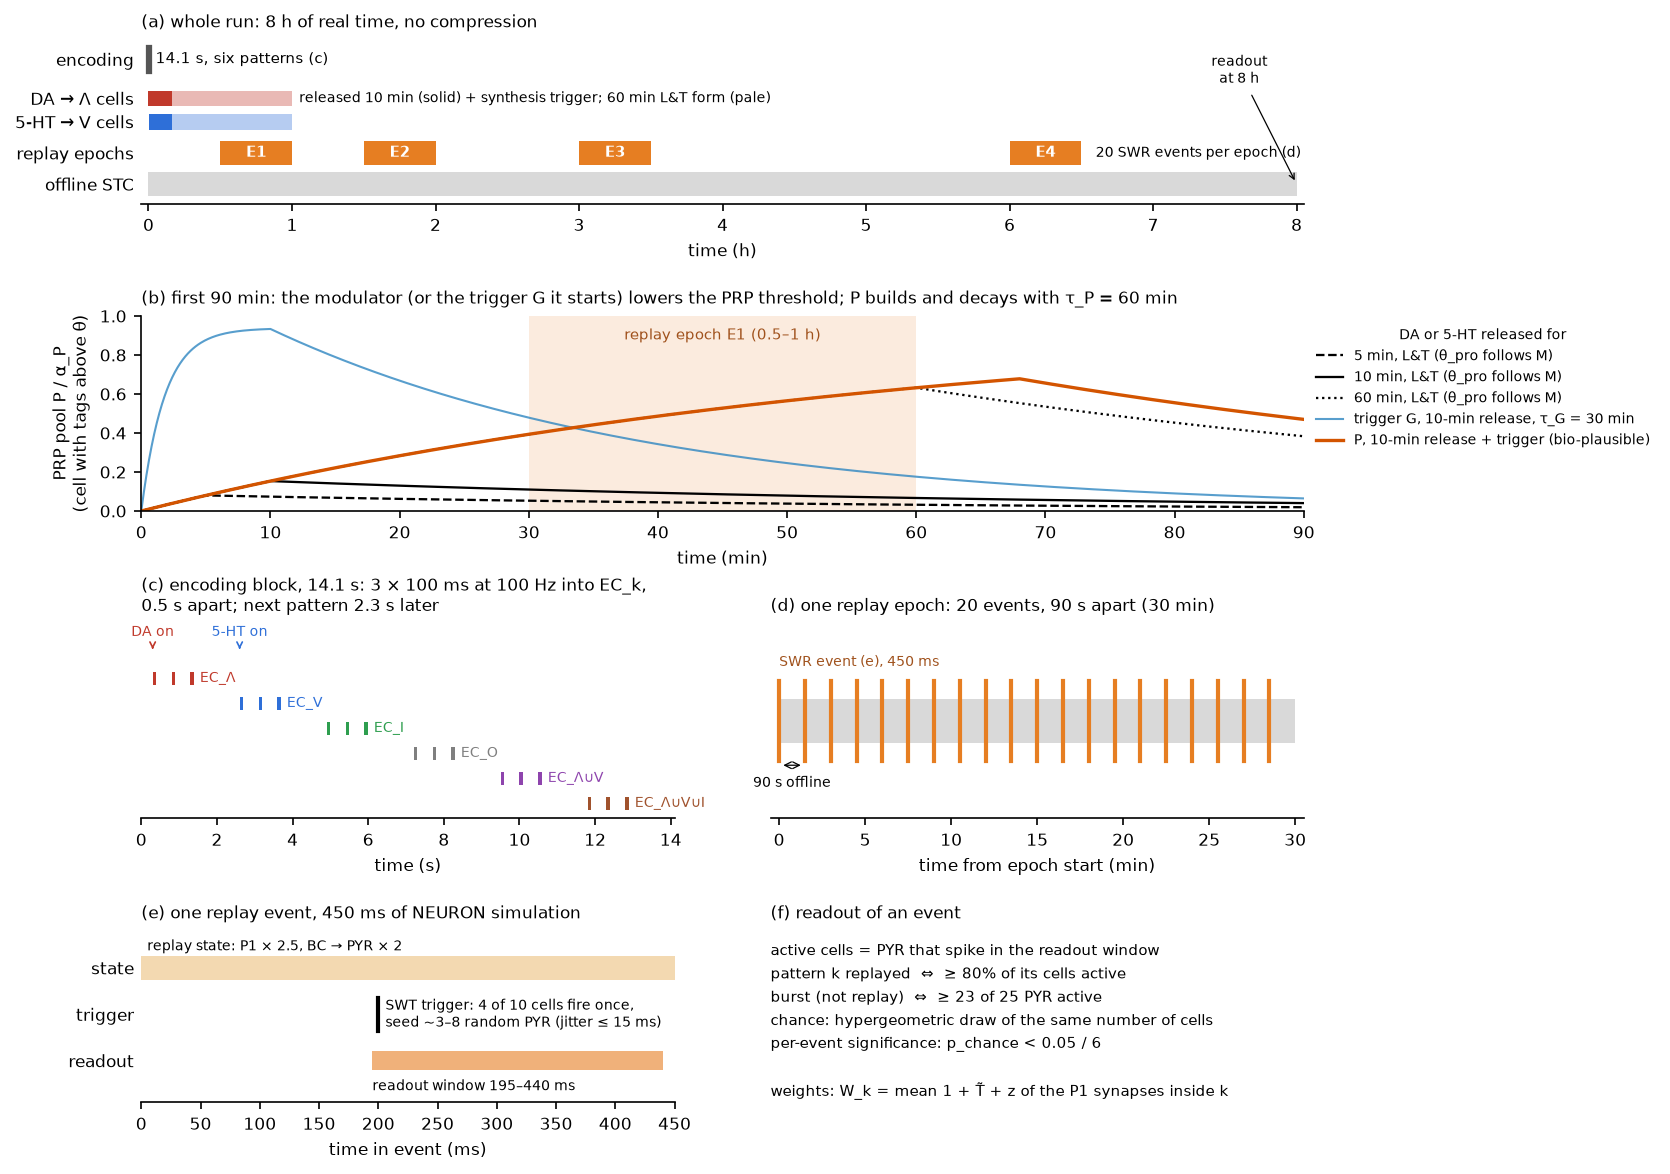 (a) whole run: 8 h of real time, no compression
encoding
14.1 s, six patterns (c)
readout
at 8 h
DA → Λ cells
released 10 min (solid) + synthesis trigger; 60 min L&T form (pale)
5-HT → V cells
replay epochs
E1
E2
E3
E4
20 SWR events per epoch (d)
offline STC
0 1 2 3 4 5 6 7 8
time (h)
(b) first 90 min: the modulator (or the trigger G it starts) lowers the PRP threshold; P builds and decays with τ_P = 60 min
PRP pool P / α_P
(cell with tags above θ)
1.0
0.8
0.6
0.4
0.2
0.0
replay epoch E1 (0.5–1 h)
0 10 20 30 40 50 60 70 80 90
time (min)
DA or 5-HT released for
5 min, L&T (θ_pro follows M)
10 min, L&T (θ_pro follows M)
60 min, L&T (θ_pro follows M)
trigger G, 10-min release, τ_G = 30 min
P, 10-min release + trigger (bio-plausible)
(c) encoding block, 14.1 s: 3 × 100 ms at 100 Hz into EC_k,
0.5 s apart; next pattern 2.3 s later
DA on
5-HT on
EC_Λ
EC_V
EC_I
EC_O
EC_Λ∪V
EC_Λ∪V∪I
0 2 4 6 8 10 12 14
time (s)
(d) one replay epoch: 20 events, 90 s apart (30 min)
SWR event (e), 450 ms
90 s offline
0 5 10 15 20 25 30
time from epoch start (min)
(e) one replay event, 450 ms of NEURON simulation
replay state: P1 × 2.5, BC → PYR × 2
state
trigger
SWT trigger: 4 of 10 cells fire once,
seed ~3–8 random PYR (jitter ≤ 15 ms)
readout
readout window 195–440 ms
0 50 100 150 200 250 300 350 400 450
time in event (ms)
(f) readout of an event
active cells = PYR that spike in the readout window
pattern k replayed ⇔ ≥ 80% of its cells active
burst (not replay) ⇔ ≥ 23 of 25 PYR active
chance: hypergeometric draw of the same number of cells
per-event significance: p_chance < 0.05 / 6
weights: W_k = mean 1 + T̃ + z of the P1 synapses inside k